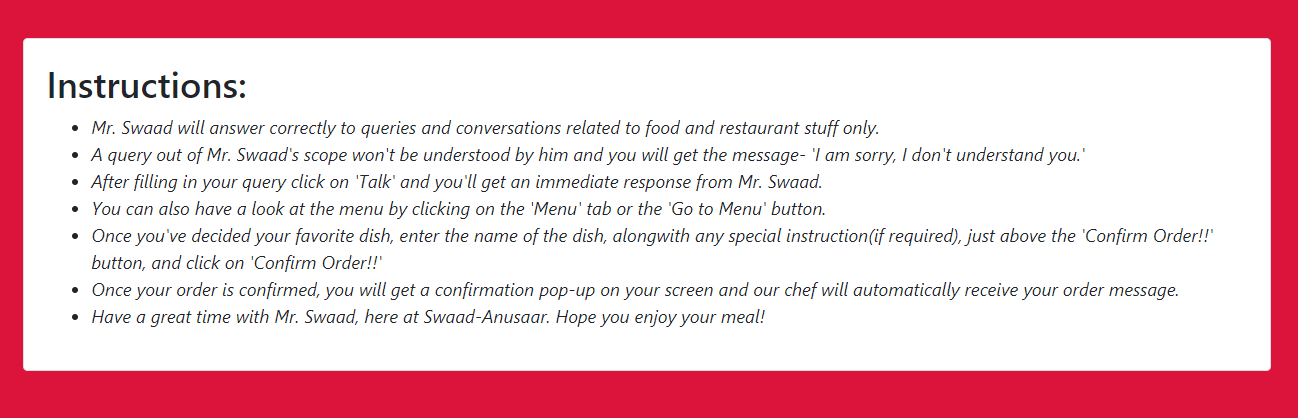 Instructions:
Mr. Swaad will answer correctly to queries and conversations related to food and restaurant stuff only.
A query out of Mr. Swaad's scope won't be understood by him and you will get the message- 'I am sorry, I don't understand you.'
After filling in your query click on 'Talk' and you'll get an immediate response from Mr. Swaad.
You can also have a look at the menu by clicking on the 'Menu' tab or the 'Go to Menu' button.
Once you've decided your favorite dish, enter the name of the dish, alongwith any special instruction(if required), just above the 'Confirm Order!!'
button, and click on 'Confirm Order!!'
Once your order is confirmed, you will get a confirmation pop-up on your screen and our chef will automatically receive your order message.
Have a great time with Mr. Swaad, here at Swaad-Anusaar. Hope you enjoy your meal!